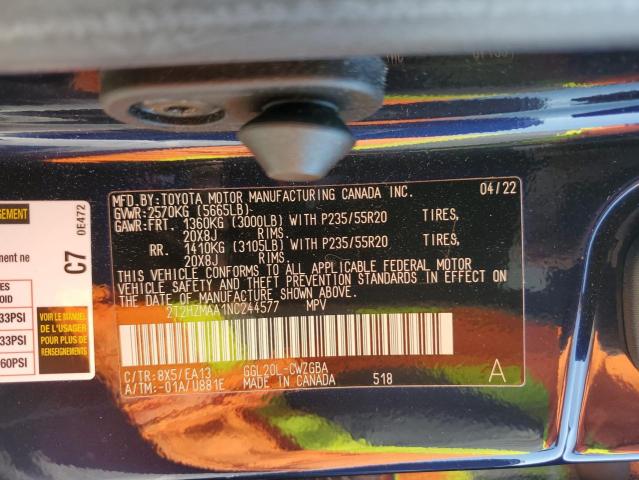 MFD.BY:TOYOTA MOTOR MANUFACTURING CANADA INC. 04/22
GVWR:2570KG (5665LB)
GAWR:FRT. 1360KG (3000LB) WITH P235/55R20 TIRES,
20X8J RIMS
RR. 1410KG (3105LB) WITH P235/55R20 TIRES,
20X8J RIMS
THIS VEHICLE CONFORMS TO ALL APPLICABLE FEDERAL MOTOR
VEHICLE SAFETY AND THEFT PREVENTION STANDARDS IN EFFECT ON
THE DATE OF MANUFACTURE SHOWN ABOVE.
2T2HZMAA1NC244577 MPV
C/TR:8X5/EA13 GGL20L-CWZGBA
A/TM:-01A/U881E MADE IN CANADA 518 A
C7
0E472
ne
33PSI
33PSI
60PSI
VOIR
LE MANUEL
DE L'USAGER
POUR PLUS DE
RENSEIGNEMENTS